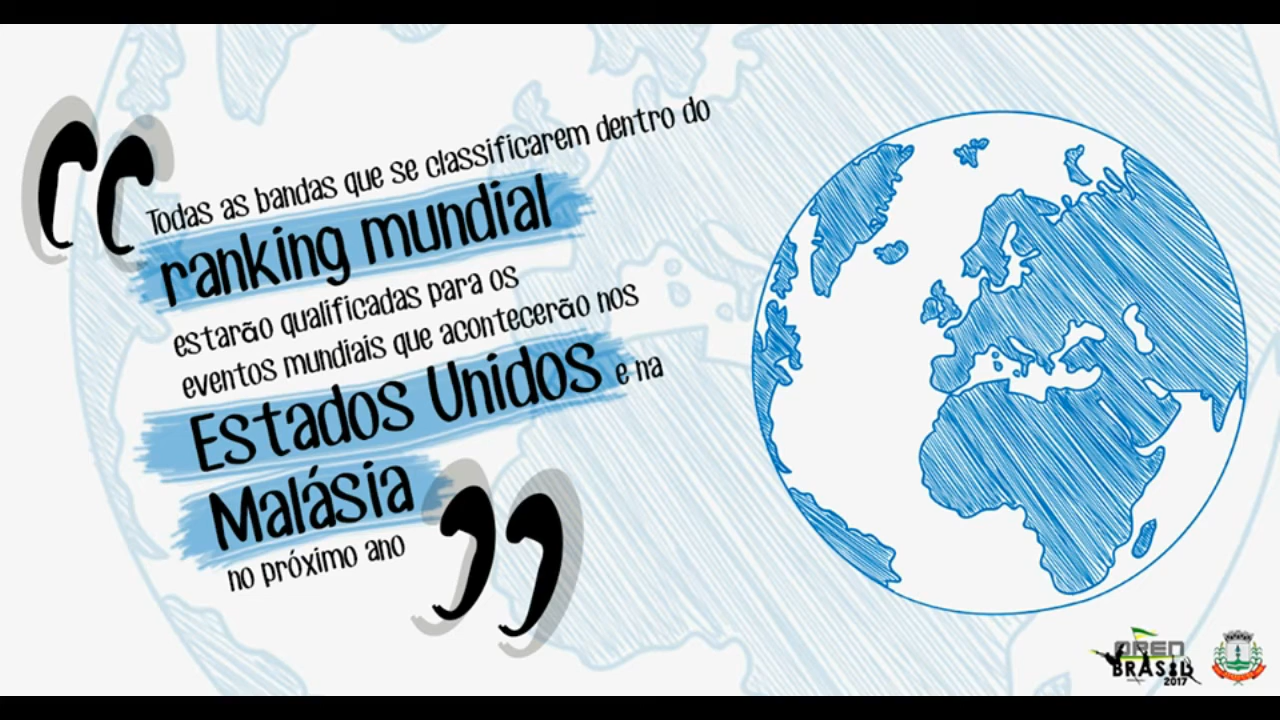 Todas as bandas que se classificarem dentro do
ranking mundial
estarão qualificadas para os
eventos mundiais que acontecerão nos
Estados Unidos e na
Malásia
no próximo ano
OPEN
BRASIL
2017